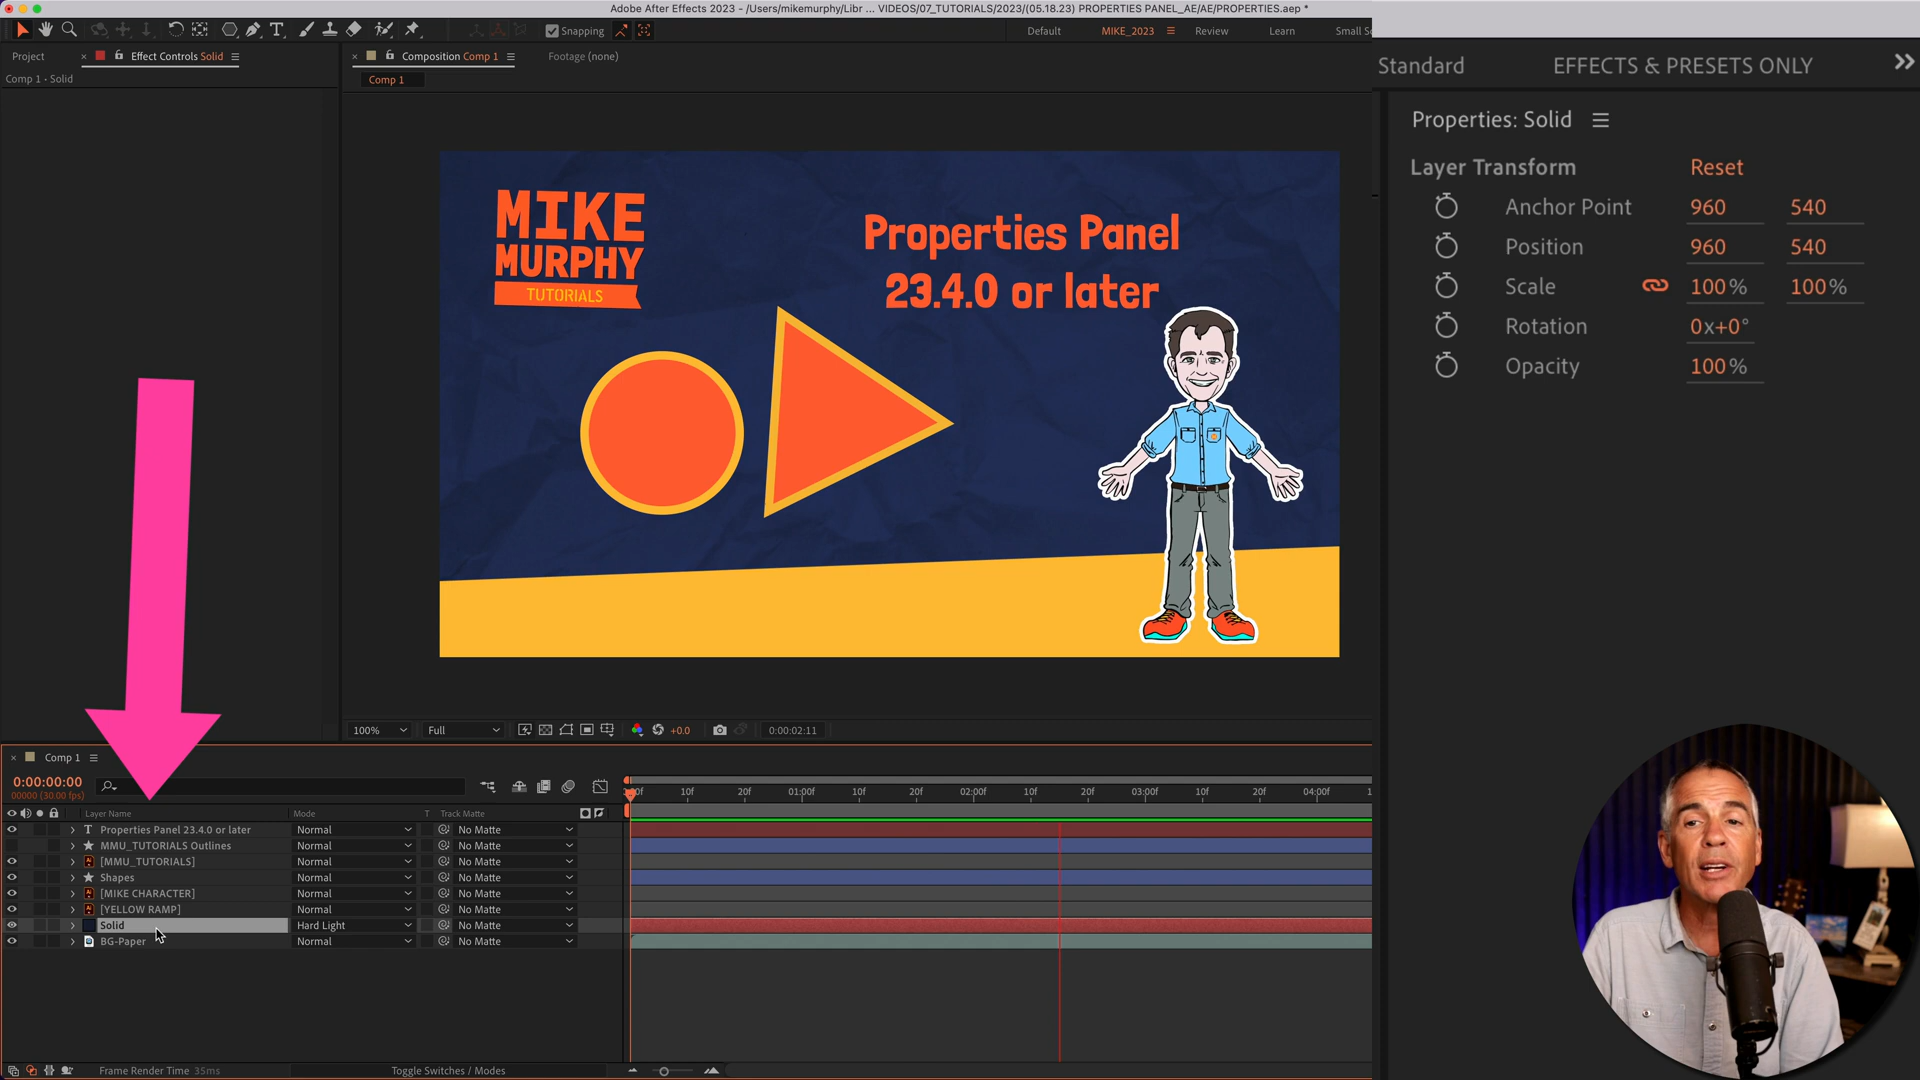 Adobe After Effects 2023 - /Users/mikemurphy/Libr ... VIDEOS/07_TUTORIALS/2023/(05.18.23) PROPERTIES PANEL_AE/AE/PROPERTIES.aep *
Snapping
Default
MIKE_2023
Review
Learn
Small Sc
Standard
EFFECTS & PRESETS ONLY
Project
Effect Controls Solid
Composition Comp 1
Footage (none)
Comp 1 • Solid
Comp 1
Properties: Solid
Layer Transform
Reset
Anchor Point 960 540
Position 960 540
Scale 100% 100%
Rotation 0x+0°
Opacity 100%
MIKE
MURPHY
TUTORIALS
Properties Panel
23.4.0 or later
100%
Full
+0.0
0:00:02:11
Comp 1
0:00:00:00
00000 (30.00 fps)
10f 20f 01:00f 10f 20f 02:00f 10f 20f 03:00f 10f 20f 04:00f 1
Layer Name Mode T Track Matte
T Properties Panel 23.4.0 or later Normal No Matte
MMU_TUTORIALS Outlines Normal No Matte
[MMU_TUTORIALS] Normal No Matte
Shapes Normal No Matte
[MIKE CHARACTER] Normal No Matte
[YELLOW RAMP] Normal No Matte
Solid Hard Light No Matte
BG-Paper Normal No Matte
Frame Render Time 35ms
Toggle Switches / Modes